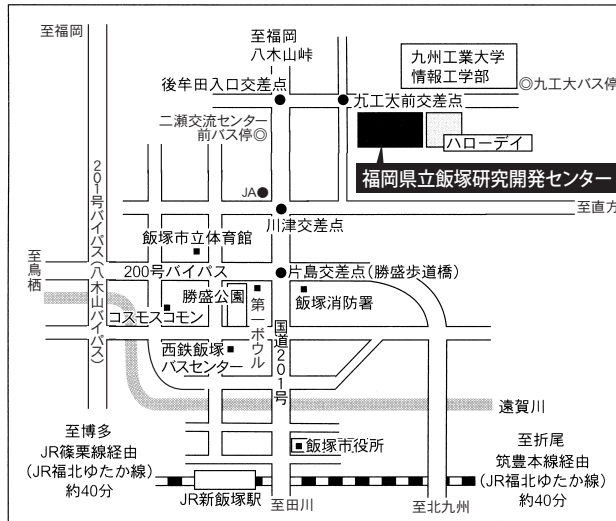 至福岡
至福岡
八木山峠
九州工業大学
情報工学部
◎九工大バス停
後牟田入口交差点
九工大前交差点
二瀬交流センター
前バス停◎
ハローデイ
福岡県立飯塚研究開発センター
JA
至直方
川津交差点
201号バイパス(八木山バイパス)
飯塚市立体育館
至鳥栖
200号バイパス
片島交差点(勝盛歩道橋)
勝盛公園
第一ボウル
飯塚消防署
コスモスコモン
国道201号
西鉄飯塚
バスセンター
遠賀川
至博多
JR篠栗線経由
(JR福北ゆたか線)
約40分
飯塚市役所
至折尾
筑豊本線経由
(JR福北ゆたか線)
約40分
JR新飯塚駅
至田川
至北九州